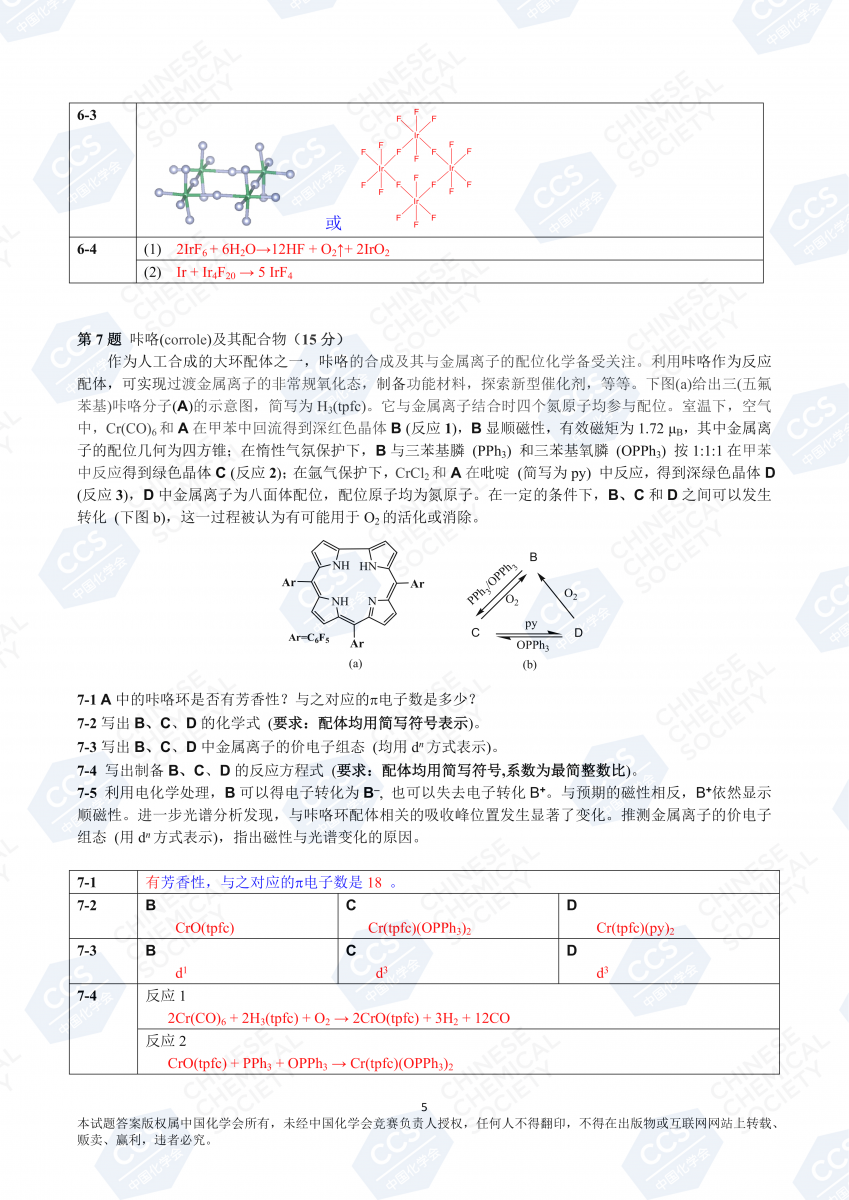 6-3
或
6-4
(1) 2IrF₆ + 6H₂O→12HF + O₂↑+ 2IrO₂
(2) Ir + Ir₄F₂₀ → 5 IrF₄
第 7 题 咔咯(corrole)及其配合物（15 分）
作为人工合成的大环配体之一，咔咯的合成及其与金属离子的配位化学备受关注。利用咔咯作为反应
配体，可实现过渡金属离子的非常规氧化态，制备功能材料，探索新型催化剂，等等。下图(a)给出三(五氟
苯基)咔咯分子(A)的示意图，简写为 H₃(tpfc)。它与金属离子结合时四个氮原子均参与配位。室温下，空气
中，Cr(CO)₆ 和 A 在甲苯中回流得到深红色晶体 B (反应 1)，B 显顺磁性，有效磁矩为 1.72 μB，其中金属离
子的配位几何为四方锥；在惰性气氛保护下，B 与三苯基膦 (PPh₃) 和三苯基氧膦 (OPPh₃) 按 1:1:1 在甲苯
中反应得到绿色晶体 C (反应 2)；在氩气保护下，CrCl₂ 和 A 在吡啶 (简写为 py) 中反应，得到深绿色晶体 D
(反应 3)，D 中金属离子为八面体配位，配位原子均为氮原子。在一定的条件下，B、C 和 D 之间可以发生
转化 (下图 b)，这一过程被认为有可能用于 O₂ 的活化或消除。
NH HN
Ar Ar
NH N
Ar=C₆F₅ Ar
(a)
B
PPh₃/OPPh₃
O₂
O₂
C py D
OPPh₃
(b)
7-1 A 中的咔咯环是否有芳香性？与之对应的π电子数是多少？
7-2 写出 B、C、D 的化学式 (要求：配体均用简写符号表示)。
7-3 写出 B、C、D 中金属离子的价电子组态 (均用 dⁿ 方式表示)。
7-4 写出制备 B、C、D 的反应方程式 (要求：配体均用简写符号,系数为最简整数比)。
7-5 利用电化学处理，B 可以得电子转化为 B⁻, 也可以失去电子转化 B⁺。与预期的磁性相反，B⁺依然显示
顺磁性。进一步光谱分析发现，与咔咯环配体相关的吸收峰位置发生显著了变化。推测金属离子的价电子
组态 (用 dⁿ 方式表示)，指出磁性与光谱变化的原因。
7-1 有芳香性，与之对应的π电子数是 18 。
7-2 B C D
CrO(tpfc) Cr(tpfc)(OPPh₃)₂ Cr(tpfc)(py)₂
7-3 B C D
d¹ d³ d³
7-4 反应 1
2Cr(CO)₆ + 2H₃(tpfc) + O₂ → 2CrO(tpfc) + 3H₂ + 12CO
反应 2
CrO(tpfc) + PPh₃ + OPPh₃ → Cr(tpfc)(OPPh₃)₂
5
本试题答案版权属中国化学会所有，未经中国化学会竞赛负责人授权，任何人不得翻印，不得在出版物或互联网网站上转载、
贩卖、赢利，违者必究。